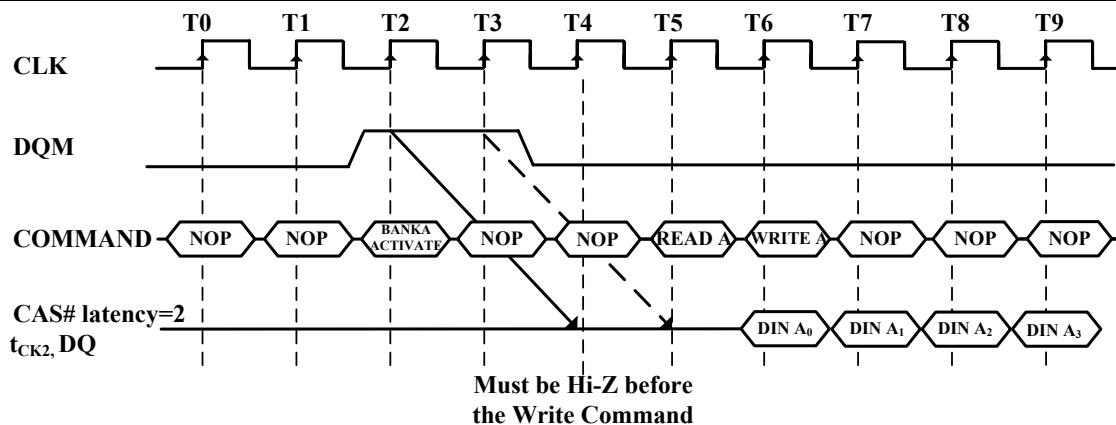 T0 T1 T2 T3 T4 T5 T6 T7 T8 T9
CLK
DQM
COMMAND NOP NOP BANKA ACTIVATE NOP NOP READ A WRITE A NOP NOP NOP
CAS# latency=2
tCK2, DQ DIN A0 DIN A1 DIN A2 DIN A3
Must be Hi-Z before
the Write Command